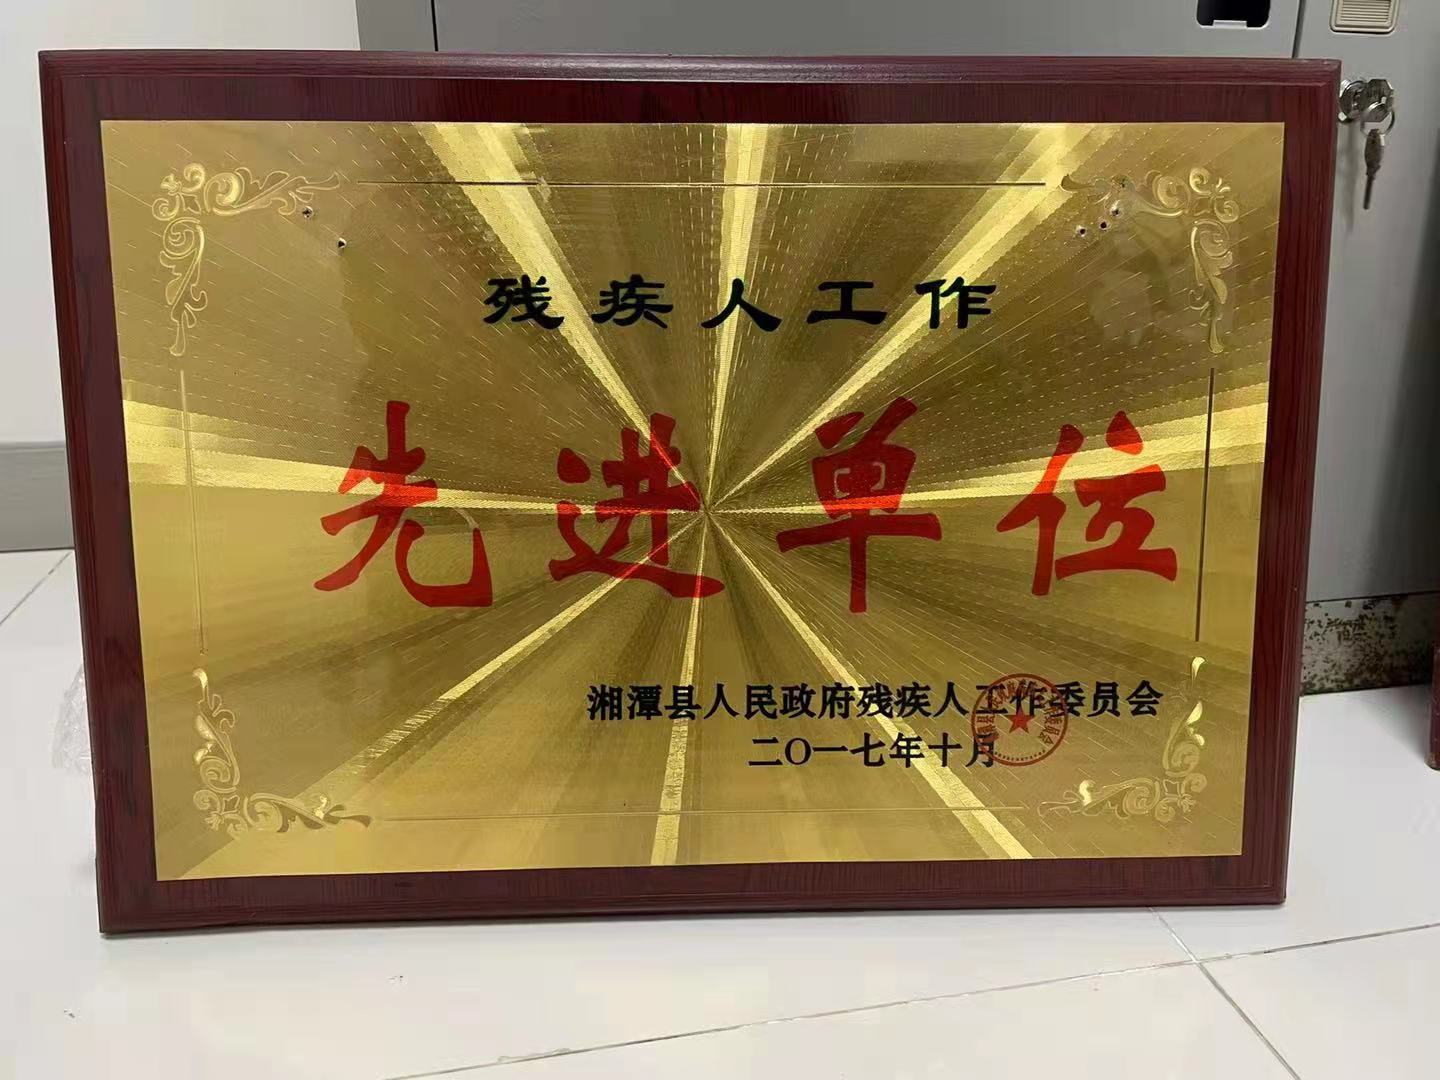 残疾人工作
先进单位
湘潭县人民政府残疾人工作委员会
二〇一七年十月